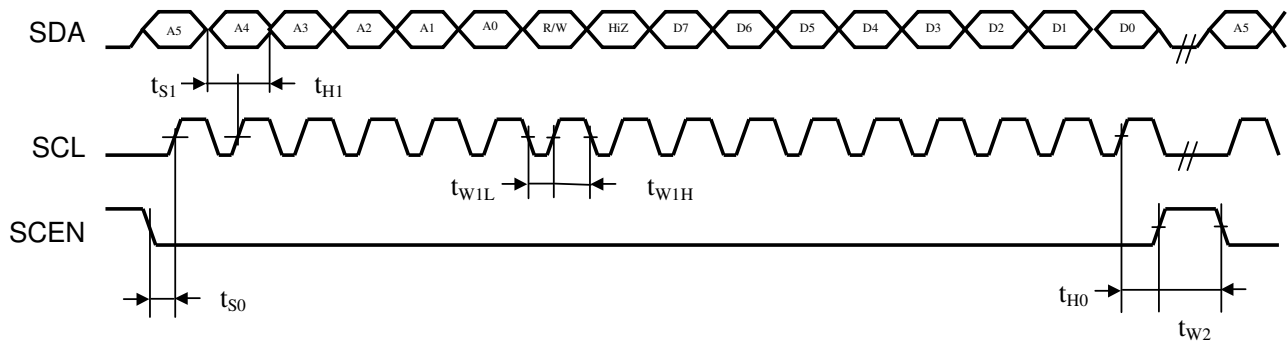 SDA A5 A4 A3 A2 A1 A0 R/W HiZ D7 D6 D5 D4 D3 D2 D1 D0 A5
tS1 tH1
SCL
tW1L tW1H
SCEN
tS0 tH0
tW2